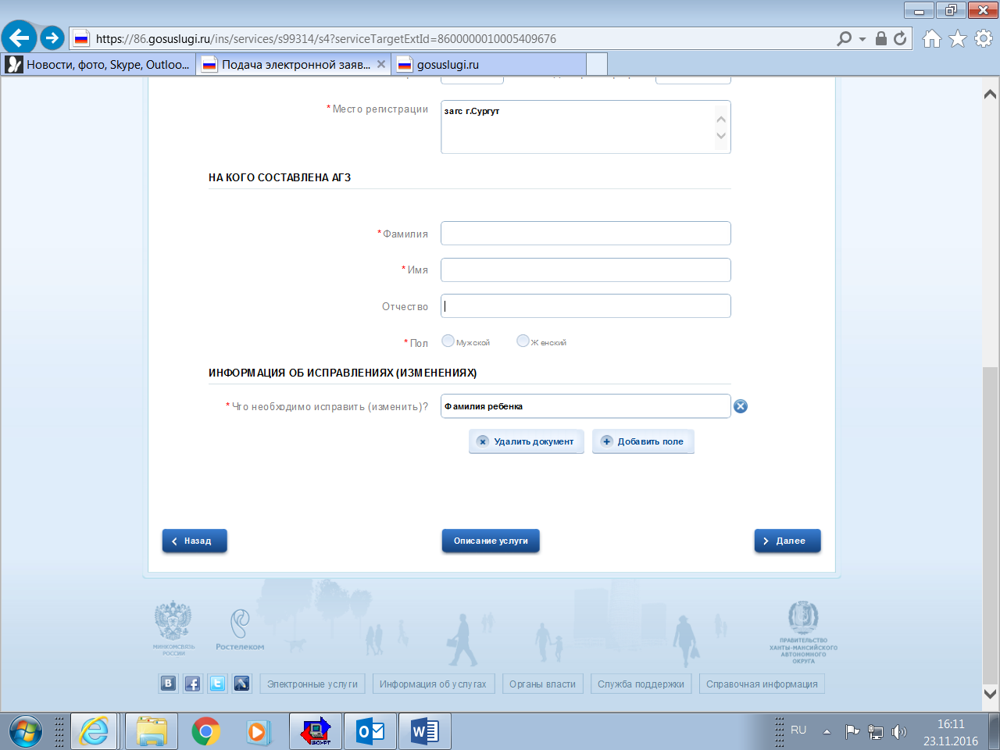 https://86.gosuslugi.ru/ins/services/s99314/s4?serviceTargetExtId=8600000010005409676
Новости, фото, Skype, Outloo...
Подача электронной заяв...
gosuslugi.ru
* Место регистрации
загс г.Сургут
НА КОГО СОСТАВЛЕНА АГЗ
* Фамилия
* Имя
Отчество
* Пол
Мужской
Женский
ИНФОРМАЦИЯ ОБ ИСПРАВЛЕНИЯХ (ИЗМЕНЕНИЯХ)
* Что необходимо исправить (изменить)?
Фамилия ребенка
Удалить документ
Добавить поле
Назад
Описание услуги
Далее
МИНКОМСВЯЗЬ
РОССИИ
Ростелеком
ПРАВИТЕЛЬСТВО
ХАНТЫ-МАНСИЙСКОГО
АВТОНОМНОГО
ОКРУГА
Электронные услуги
Информация об услугах
Органы власти
Служба поддержки
Справочная информация
RU
16:11
23.11.2016